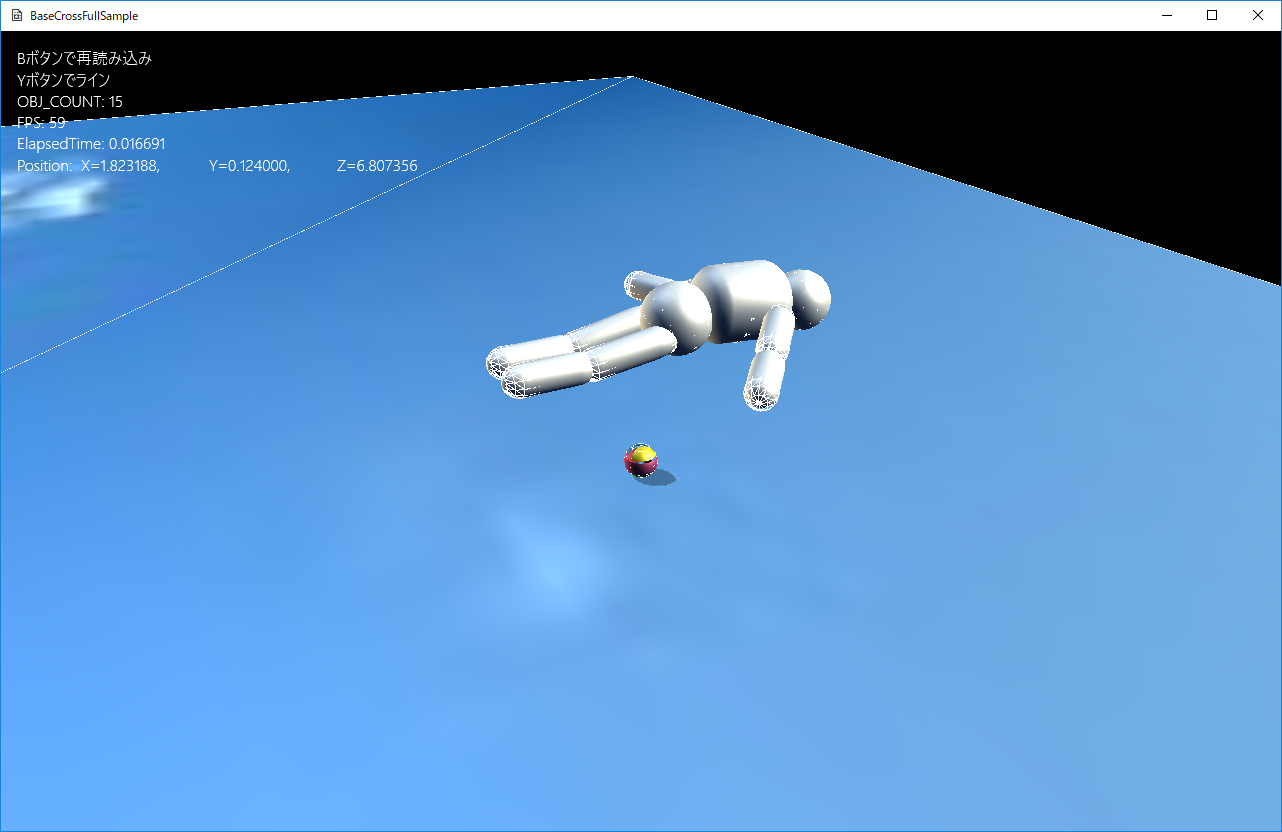 BaseCrossFullSample
Bボタンで再読み込み
Yボタンでライン
OBJ_COUNT: 15
FPS: 59
ElapsedTime: 0.016691
Position: X=1.823188, Y=0.124000, Z=6.807356